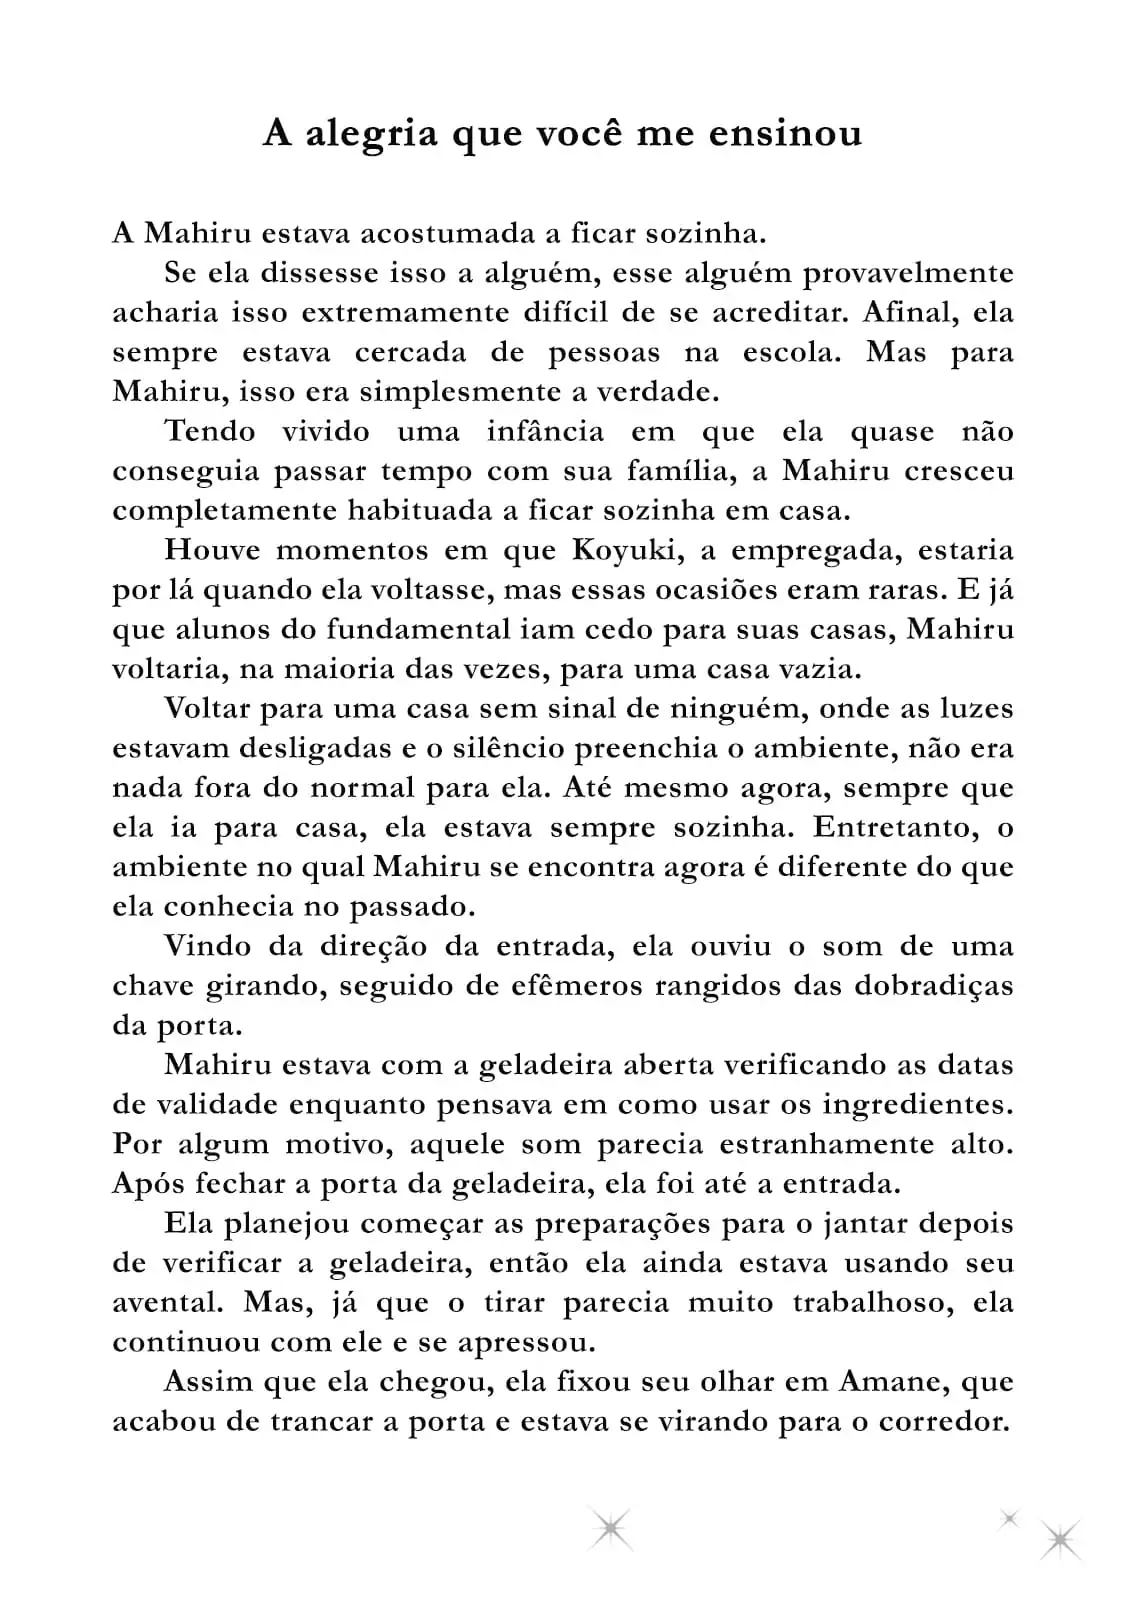 A alegria que você me ensinou
A Mahiru estava acostumada a ficar sozinha.
Se ela dissesse isso a alguém, esse alguém provavelmente
acharia isso extremamente difícil de se acreditar. Afinal, ela
sempre estava cercada de pessoas na escola. Mas para
Mahiru, isso era simplesmente a verdade.
Tendo vivido uma infância em que ela quase não
conseguia passar tempo com sua família, a Mahiru cresceu
completamente habituada a ficar sozinha em casa.
Houve momentos em que Koyuki, a empregada, estaria
por lá quando ela voltasse, mas essas ocasiões eram raras. E já
que alunos do fundamental iam cedo para suas casas, Mahiru
voltaria, na maioria das vezes, para uma casa vazia.
Voltar para uma casa sem sinal de ninguém, onde as luzes
estavam desligadas e o silêncio preenchia o ambiente, não era
nada fora do normal para ela. Até mesmo agora, sempre que
ela ia para casa, ela estava sempre sozinha. Entretanto, o
ambiente no qual Mahiru se encontra agora é diferente do que
ela conhecia no passado.
Vindo da direção da entrada, ela ouviu o som de uma
chave girando, seguido de efêmeros rangidos das dobradiças
da porta.
Mahiru estava com a geladeira aberta verificando as datas
de validade enquanto pensava em como usar os ingredientes.
Por algum motivo, aquele som parecia estranhamente alto.
Após fechar a porta da geladeira, ela foi até a entrada.
Ela planejou começar as preparações para o jantar depois
de verificar a geladeira, então ela ainda estava usando seu
avental. Mas, já que o tirar parecia muito trabalhoso, ela
continuou com ele e se apressou.
Assim que ela chegou, ela fixou seu olhar em Amane, que
acabou de trancar a porta e estava se virando para o corredor.